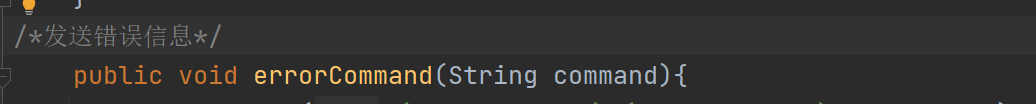 }
/*发送错误信息*/
public void errorCommand(String command){